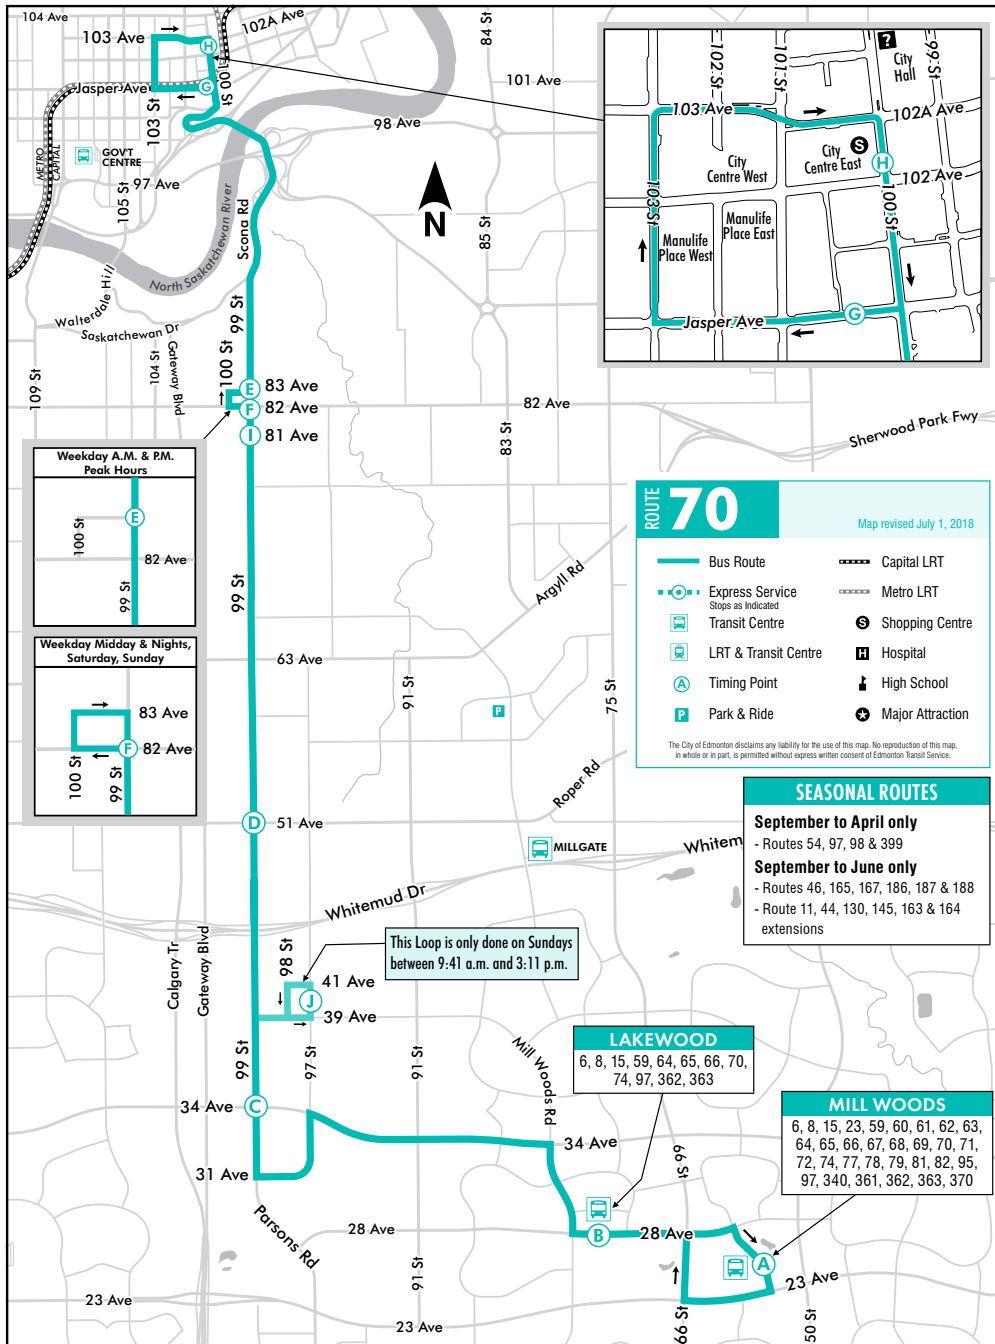 104 Ave
103 Ave
102A Ave
H
Jasper Ave
G
100 St
103 St
84 St
101 Ave
98 Ave
METRO
CAPITAL
GOV'T
CENTRE
97 Ave
105 St
North Saskatchewan River
Scona Rd
85 St
N
Walterdale Hill
Saskatchewan Dr
99 St
109 St
104 St
Gateway Blvd
100 St
E
83 Ave
F
82 Ave
I
81 Ave
82 Ave
83 St
Sherwood Park Fwy
?
City
Hall
102 St
101 St
99 St
103 Ave
102A Ave
S
City
Centre East
H
City
Centre West
102 Ave
103 St
100 St
Manulife
Place East
Manulife
Place West
Jasper Ave
G
Weekday A.M. & P.M.
Peak Hours
E
100 St
82 Ave
99 St
Weekday Midday & Nights,
Saturday, Sunday
83 Ave
F
82 Ave
100 St
99 St
ROUTE
70
Map revised July 1, 2018
Bus Route
Express Service
Stops as Indicated
Transit Centre
LRT & Transit Centre
A
Timing Point
P
Park & Ride
Capital LRT
Metro LRT
S
Shopping Centre
H
Hospital
High School
Major Attraction
The City of Edmonton disclaims any liability for the use of this map. No reproduction of this map,
in whole or in part, is permitted without express written consent of Edmonton Transit Service.
99 St
Argyll Rd
63 Ave
91 St
75 St
P
Roper Rd
D
51 Ave
MILLGATE
Whitem
Whitemud Dr
SEASONAL ROUTES
September to April only
- Routes 54, 97, 98 & 399
September to June only
- Routes 46, 165, 167, 186, 187 & 188
- Route 11, 44, 130, 145, 163 & 164
extensions
Calgary Tr
Gateway Blvd
98 St
This Loop is only done on Sundays
between 9:41 a.m. and 3:11 p.m.
41 Ave
J
39 Ave
99 St
97 St
91 St
Mill Woods Rd
LAKEWOOD
6, 8, 15, 59, 64, 65, 66, 70,
74, 97, 362, 363
MILL WOODS
6, 8, 15, 23, 59, 60, 61, 62, 63,
64, 65, 66, 67, 68, 69, 70, 71,
72, 74, 77, 78, 79, 81, 82, 95,
97, 340, 361, 362, 363, 370
34 Ave
C
34 Ave
66 St
31 Ave
Parsons Rd
28 Ave
B
28 Ave
A
91 St
23 Ave
23 Ave
23 Ave
66 St
50 St